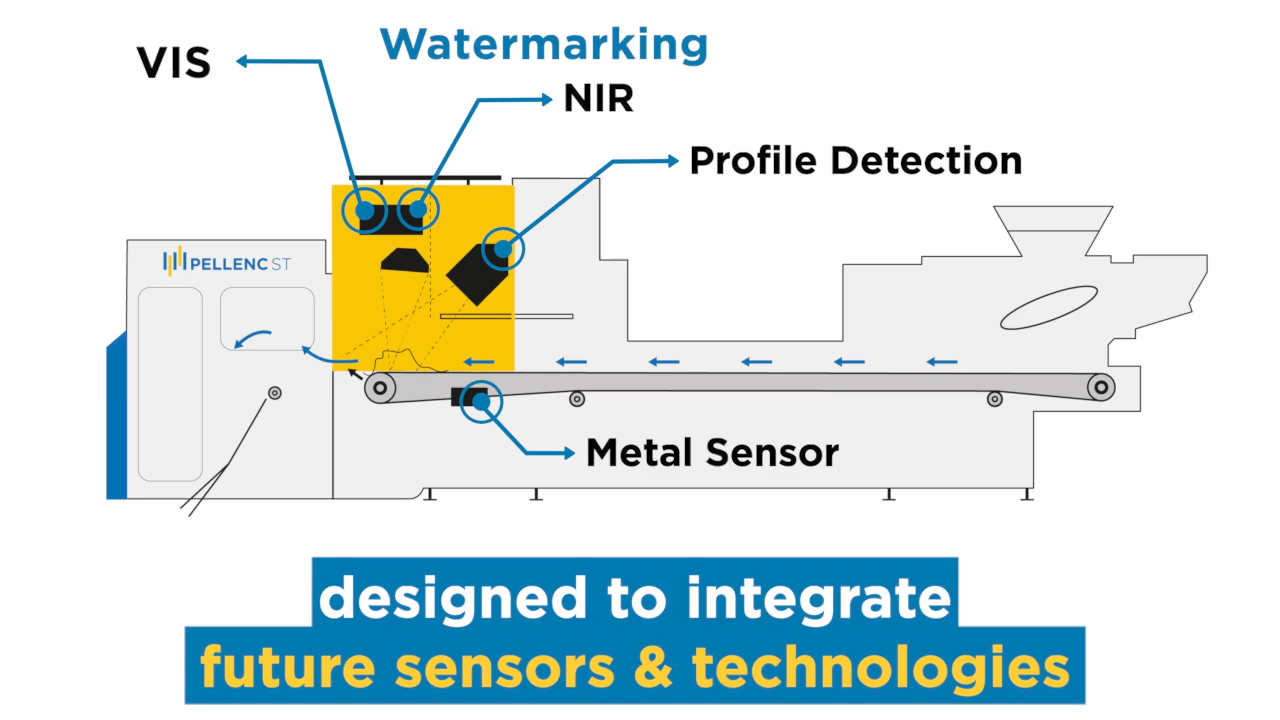 Watermarking
VIS
NIR
Profile Detection
PELLENC ST
Metal Sensor
designed to integrate
future sensors & technologies